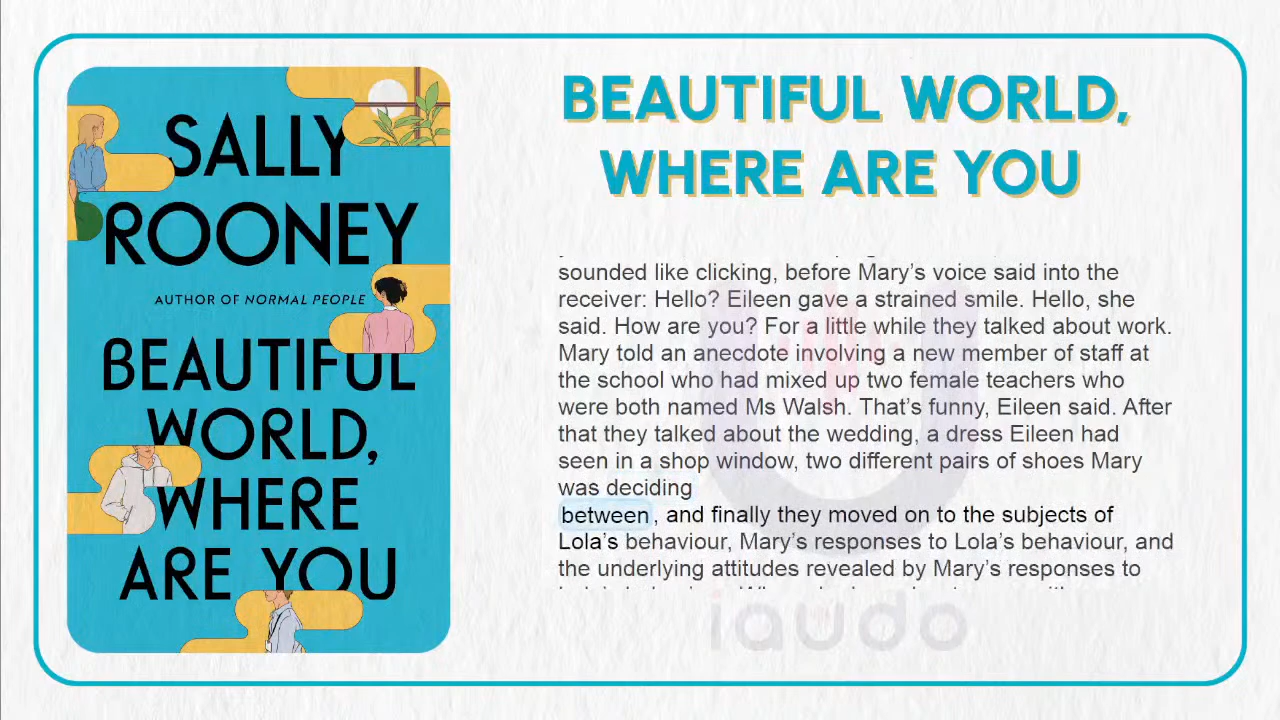 SALLY
ROONEY
AUTHOR OF NORMAL PEOPLE
BEAUTIFUL
WORLD,
WHERE
ARE YOU
BEAUTIFUL WORLD,
WHERE ARE YOU
sounded like clicking, before Mary’s voice said into the
receiver: Hello? Eileen gave a strained smile. Hello, she
said. How are you? For a little while they talked about work.
Mary told an anecdote involving a new member of staff at
the school who had mixed up two female teachers who
were both named Ms Walsh. That’s funny, Eileen said. After
that they talked about the wedding, a dress Eileen had
seen in a shop window, two different pairs of shoes Mary
was deciding
between, and finally they moved on to the subjects of
Lola’s behaviour, Mary’s responses to Lola’s behaviour, and
the underlying attitudes revealed by Mary’s responses to
iaudo